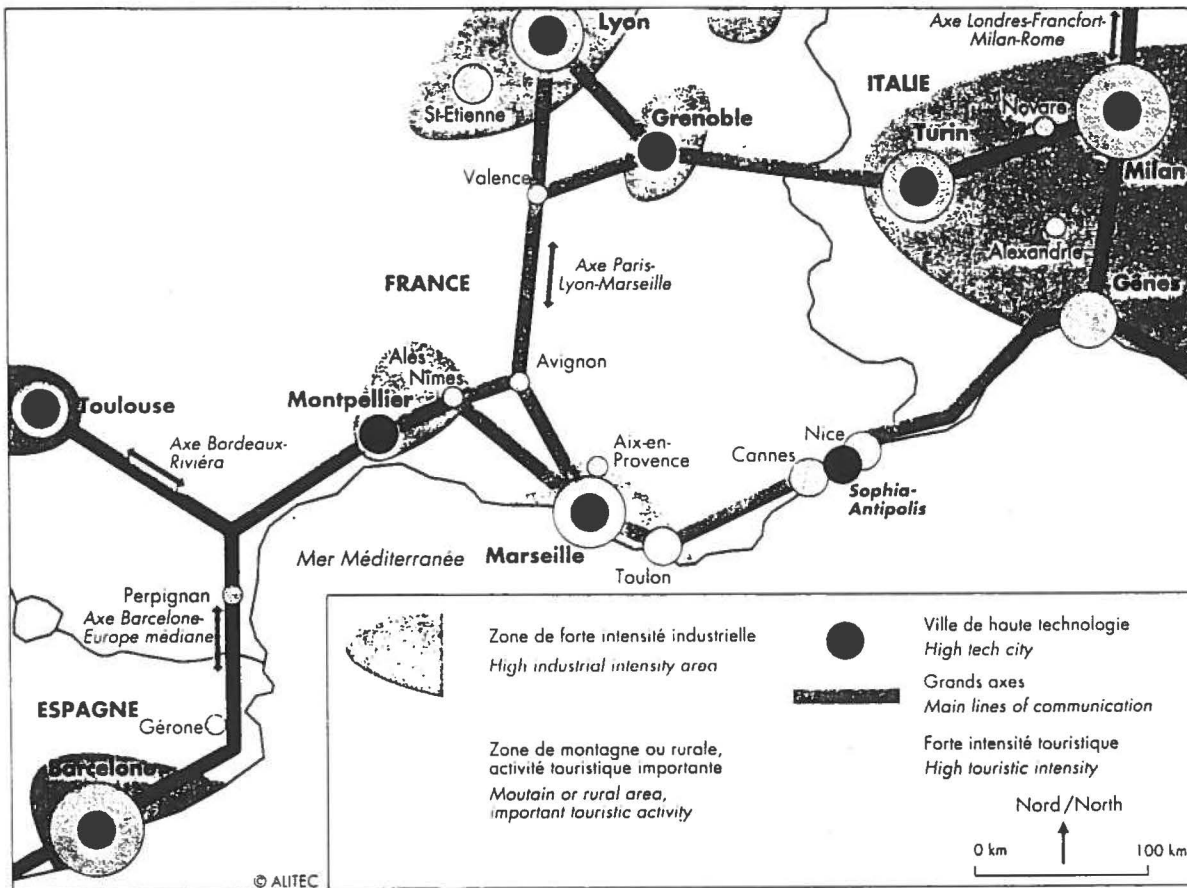 Lyon
Axe Londres-Francfort-
Milan-Rome
ITALIE
St-Etienne
Grenoble
Novare
Turin
Milan
Valence
Alexandrie
FRANCE
Axe Paris-
Lyon-Marseille
Gênes
Alès
Nîmes
Avignon
Toulouse
Montpellier
Axe Bordeaux-
Riviéra
Aix-en-
Provence
Nice
Cannes
Sophia-
Antipolis
Mer Méditerranée
Marseille
Toulon
Perpignan
Axe Barcelone-
Europe médiane
ESPAGNE
Gérone
Barcelone
© ALITEC
Zone de forte intensité industrielle
High industrial intensity area
Ville de haute technologie
High tech city
Grands axes
Main lines of communication
Zone de montagne ou rurale,
activité touristique importante
Moutain or rural area,
important touristic activity
Forte intensité touristique
High touristic intensity
Nord/North
0 km
100 km